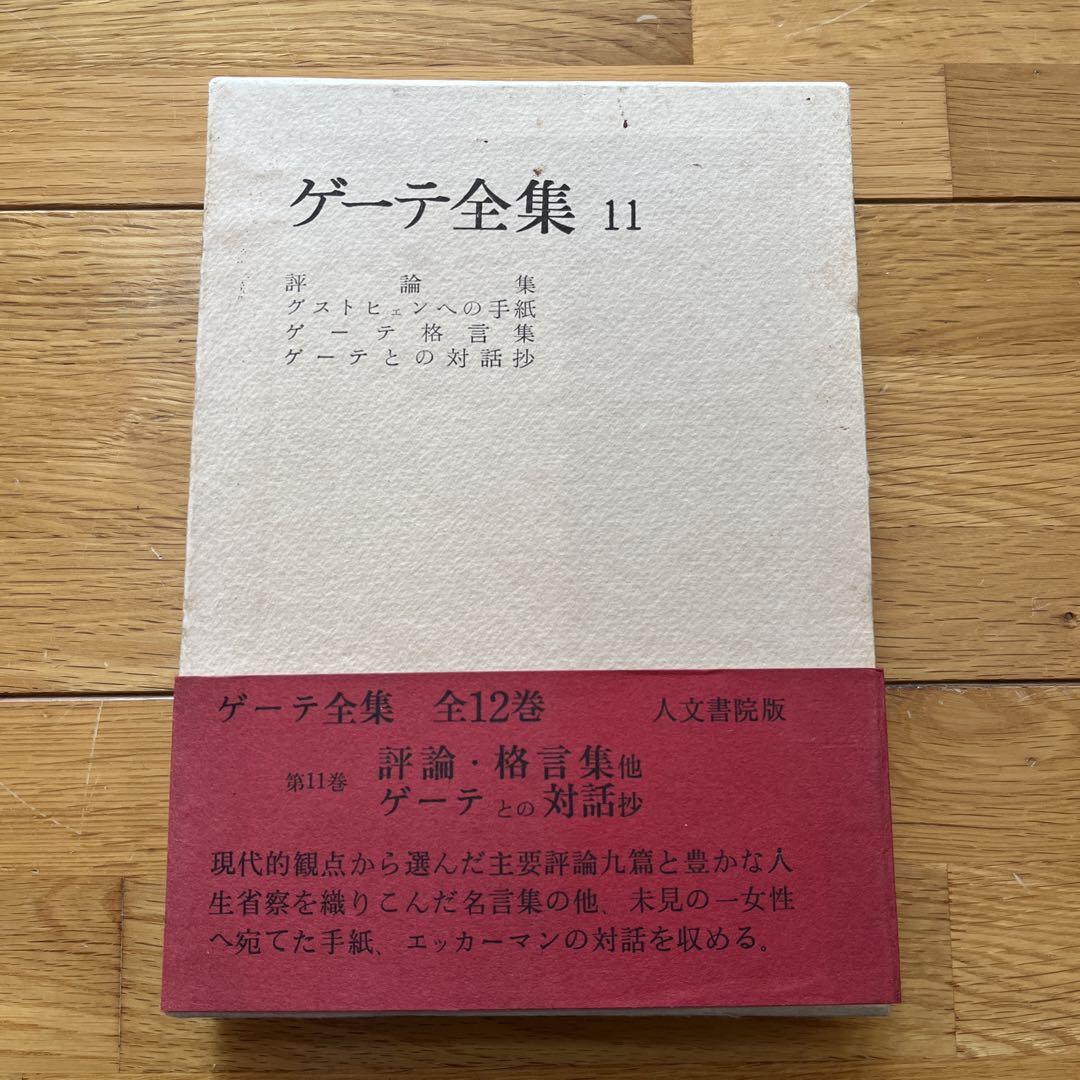 ゲーテ全集 11
評論集
グストヒェンへの手紙
ゲーテ格言集
ゲーテとの対話抄
ゲーテ全集 全12巻 人文書院版
第11巻 評論・格言集他
ゲーテとの対話抄
現代的観点から選んだ主要評論九篇と豊かな人
生省察を織りこんだ名言集の他、未見の一女性
へ宛てた手紙、エッカーマンの対話を収める。